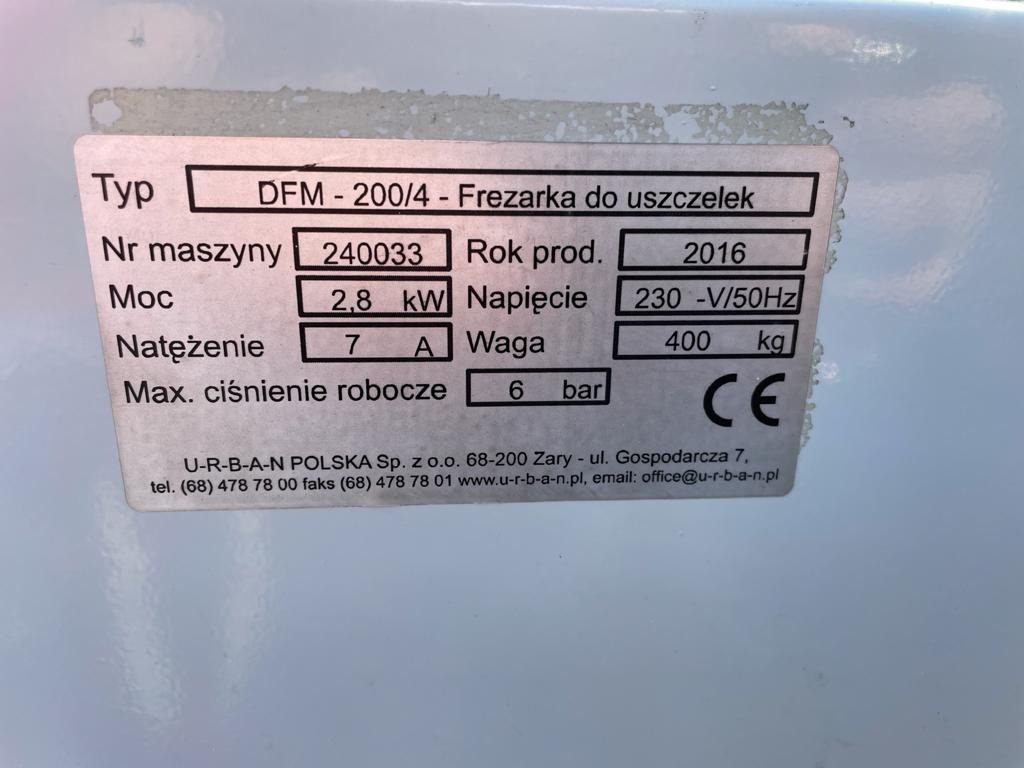 Typ DFM - 200/4 - Frezarka do uszczelek
Nr maszyny 240033 Rok prod. 2016
Moc 2,8 kW Napięcie 230 -V/50Hz
Natężenie 7 A Waga 400 kg
Max. ciśnienie robocze 6 bar CE
U-R-B-A-N POLSKA Sp. z o.o. 68-200 Zary - ul. Gospodarcza 7,
tel. (68) 478 78 00 faks (68) 478 78 01 www.u-r-b-a-n.pl, email: office@u-r-b-a-n.pl